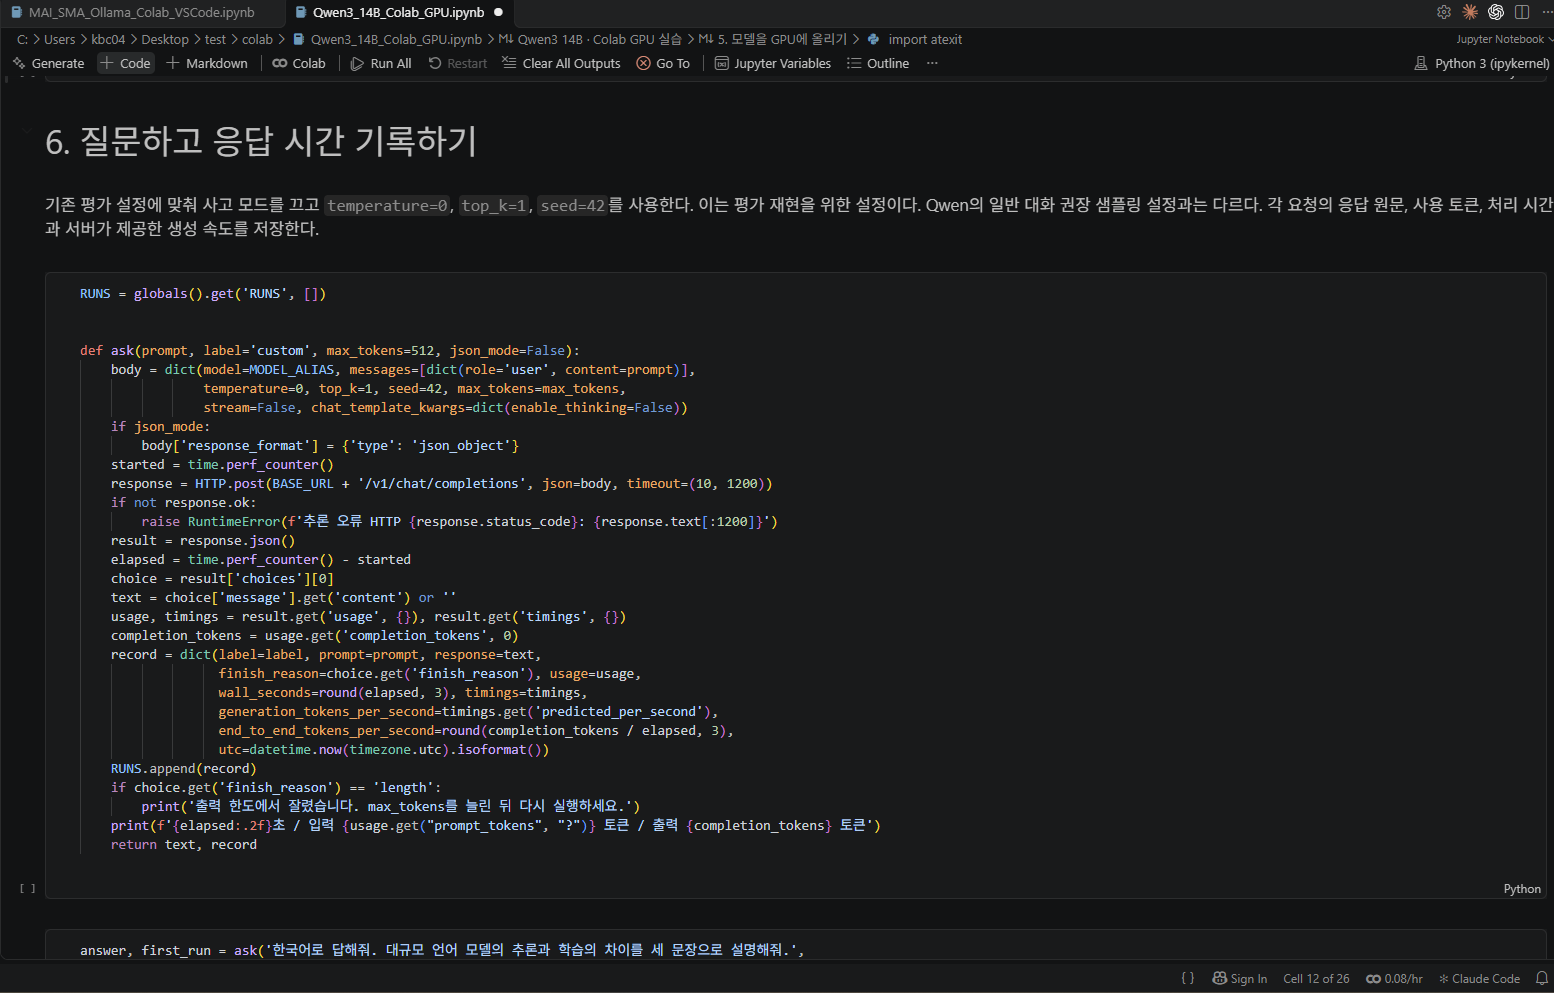 MAI_SMA_Ollama_Colab_VSCode.ipynb
Qwen3_14B_Colab_GPU.ipynb
C: > Users > kbc04 > Desktop > test > colab > Qwen3_14B_Colab_GPU.ipynb > M↓ Qwen3 14B · Colab GPU 실습 > M↓ 5. 모델을 GPU에 올리기 > import atexit
Jupyter Notebook
Generate + Code + Markdown Colab Run All Restart Clear All Outputs Go To Jupyter Variables Outline ...
Python 3 (ipykernel)
6. 질문하고 응답 시간 기록하기
기존 평가 설정에 맞춰 사고 모드를 끄고 temperature=0, top_k=1, seed=42를 사용한다. 이는 평가 재현을 위한 설정이다. Qwen의 일반 대화 권장 샘플링 설정과는 다르다. 각 요청의 응답 원문, 사용 토큰, 처리 시간
과 서버가 제공한 생성 속도를 저장한다.
RUNS = globals().get('RUNS', [])
def ask(prompt, label='custom', max_tokens=512, json_mode=False):
    body = dict(model=MODEL_ALIAS, messages=[dict(role='user', content=prompt)],
                temperature=0, top_k=1, seed=42, max_tokens=max_tokens,
                stream=False, chat_template_kwargs=dict(enable_thinking=False))
    if json_mode:
        body['response_format'] = {'type': 'json_object'}
    started = time.perf_counter()
    response = HTTP.post(BASE_URL + '/v1/chat/completions', json=body, timeout=(10, 1200))
    if not response.ok:
        raise RuntimeError(f'추론 오류 HTTP {response.status_code}: {response.text[:1200]}')
    result = response.json()
    elapsed = time.perf_counter() - started
    choice = result['choices'][0]
    text = choice['message'].get('content') or ''
    usage, timings = result.get('usage', {}), result.get('timings', {})
    completion_tokens = usage.get('completion_tokens', 0)
    record = dict(label=label, prompt=prompt, response=text,
                  finish_reason=choice.get('finish_reason'), usage=usage,
                  wall_seconds=round(elapsed, 3), timings=timings,
                  generation_tokens_per_second=timings.get('predicted_per_second'),
                  end_to_end_tokens_per_second=round(completion_tokens / elapsed, 3),
                  utc=datetime.now(timezone.utc).isoformat())
    RUNS.append(record)
    if choice.get('finish_reason') == 'length':
        print('출력 한도에서 잘렸습니다. max_tokens를 늘린 뒤 다시 실행하세요.')
    print(f'{elapsed:.2f}초 / 입력 {usage.get("prompt_tokens", "?")} 토큰 / 출력 {completion_tokens} 토큰')
    return text, record
[ ]
Python
answer, first_run = ask('한국어로 답해줘. 대규모 언어 모델의 추론과 학습의 차이를 세 문장으로 설명해줘.',
{ } Sign In Cell 12 of 26 0.08/hr Claude Code